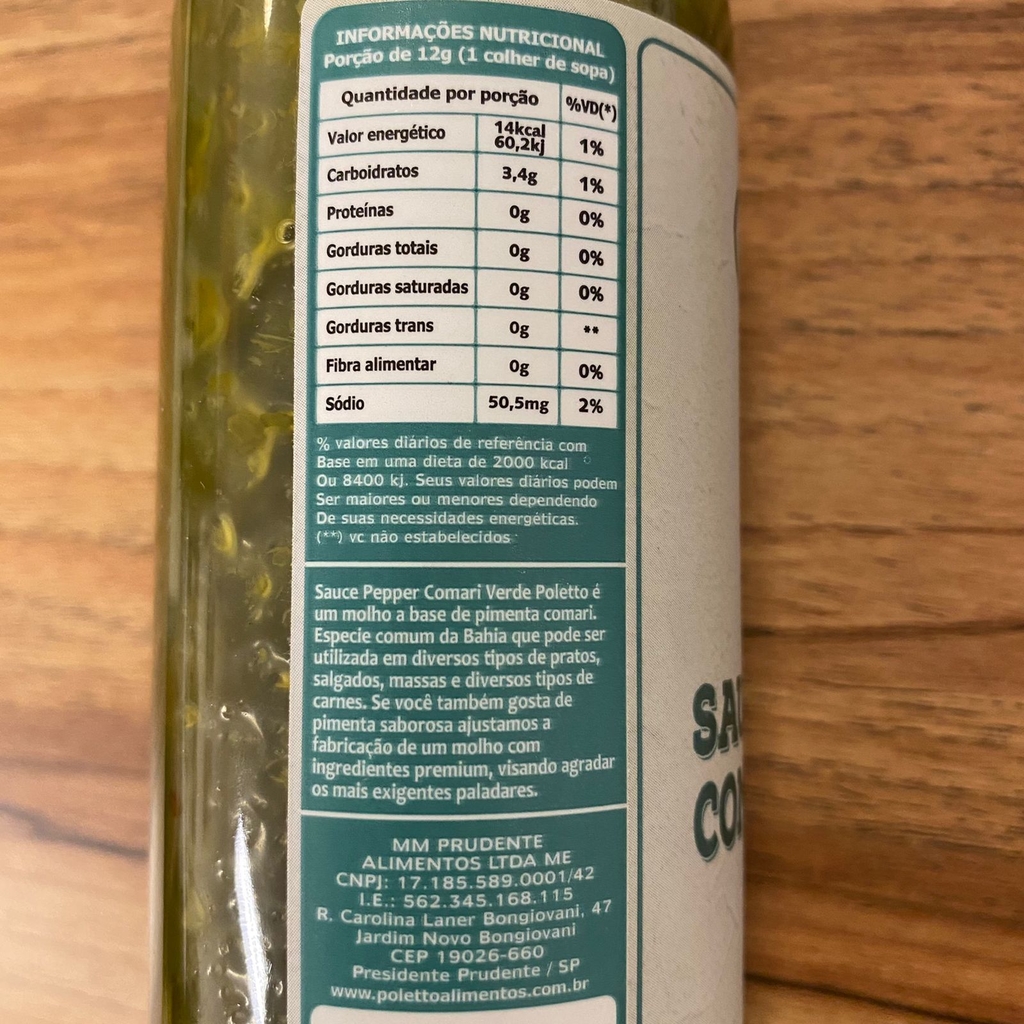 INFORMAÇÕES NUTRICIONAL
Porção de 12g (1 colher de sopa)
Quantidade por porção %VD(*)
Valor energético 14kcal 60,2kj 1%
Carboidratos 3,4g 1%
Proteínas 0g 0%
Gorduras totais 0g 0%
Gorduras saturadas 0g 0%
Gorduras trans 0g **
Fibra alimentar 0g 0%
Sódio 50,5mg 2%
% valores diários de referência com
Base em uma dieta de 2000 kcal
Ou 8400 kj. Seus valores diários podem
Ser maiores ou menores dependendo
De suas necessidades energéticas.
(**) vc não estabelecidos
Sauce Pepper Comari Verde Poletto é
um molho a base de pimenta comari.
Especie comum da Bahia que pode ser
utilizada em diversos tipos de pratos,
salgados, massas e diversos tipos de
carnes. Se você também gosta de
pimenta saborosa ajustamos a
fabricação de um molho com
ingredientes premium, visando agradar
os mais exigentes paladares.
MM PRUDENTE
ALIMENTOS LTDA ME
CNPJ: 17.185.589.0001/42
I.E.: 562.345.168.115
R. Carolina Laner Bongiovani, 47
Jardim Novo Bongiovani
CEP 19026-660
Presidente Prudente / SP
www.polettoalimentos.com.br